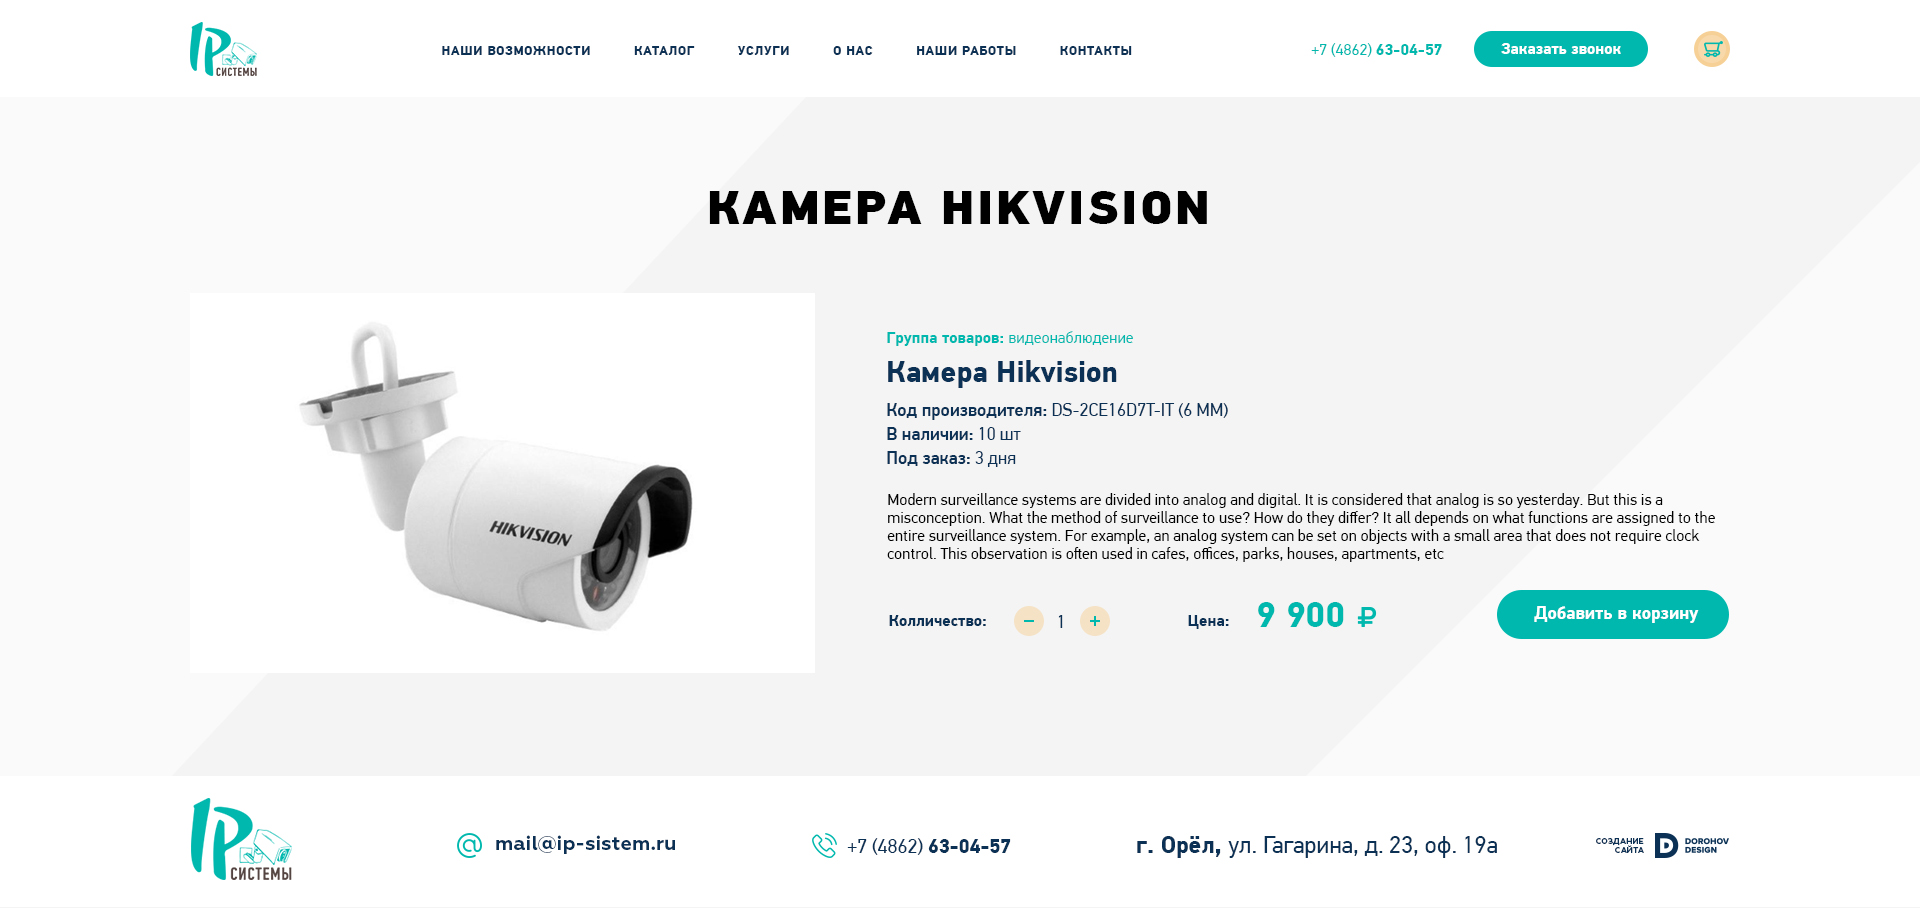 IP
СИСТЕМЫ
НАШИ ВОЗМОЖНОСТИ
КАТАЛОГ
УСЛУГИ
О НАС
НАШИ РАБОТЫ
КОНТАКТЫ
+7 (4862) 63-04-57
Заказать звонок
КАМЕРА HIKVISION
HIKVISION
Группа товаров: видеонаблюдение
Камера Hikvision
Код производителя: DS-2CE16D7T-IT (6 MM)
В наличии: 10 шт
Под заказ: 3 дня
Modern surveillance systems are divided into analog and digital. It is considered that analog is so yesterday. But this is a
misconception. What the method of surveillance to use? How do they differ? It all depends on what functions are assigned to the
entire surveillance system. For example, an analog system can be set on objects with a small area that does not require clock
control. This observation is often used in cafes, offices, parks, houses, apartments, etc
Колличество:
− 1 +
Цена:
9 900 ₽
Добавить в корзину
IP
СИСТЕМЫ
mail@ip-sistem.ru
+7 (4862) 63-04-57
г. Орёл, ул. Гагарина, д. 23, оф. 19а
СОЗДАНИЕ
САЙТА
D
DOROHOV
DESIGN